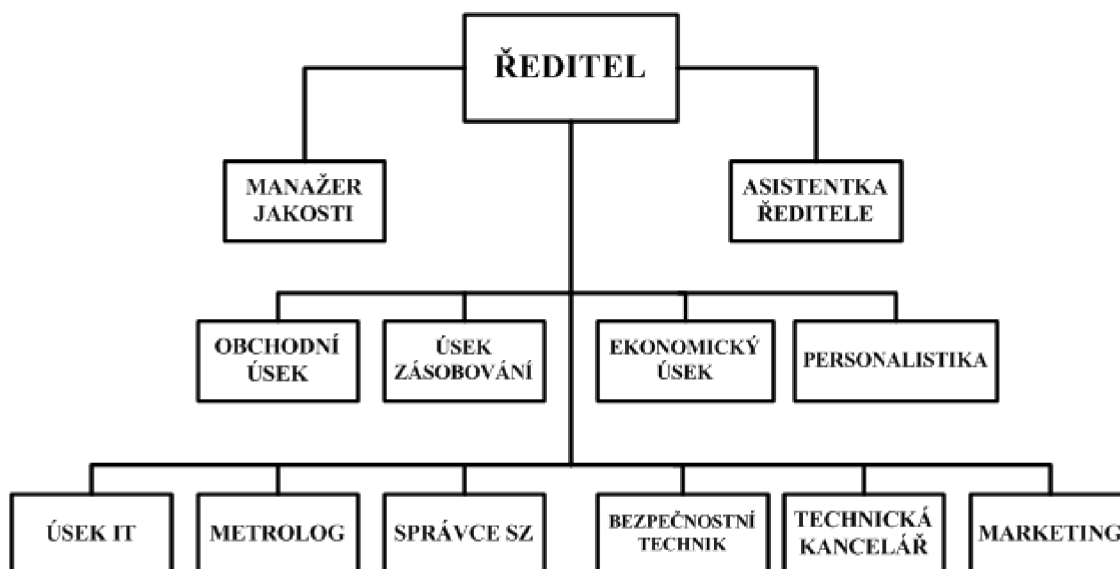 ŘEDITEL
MANAŽER
JAKOSTI
ASISTENTKA
ŘEDITELE
OBCHODNÍ
ÚSEK
ÚSEK
ZÁSOBOVÁNÍ
EKONOMICKÝ
ÚSEK
PERSONALISTIKA
ÚSEK IT
METROLOG
SPRÁVCE SZ
BEZPEČNOSTNÍ
TECHNIK
TECHNICKÁ
KANCELÁŘ
MARKETING